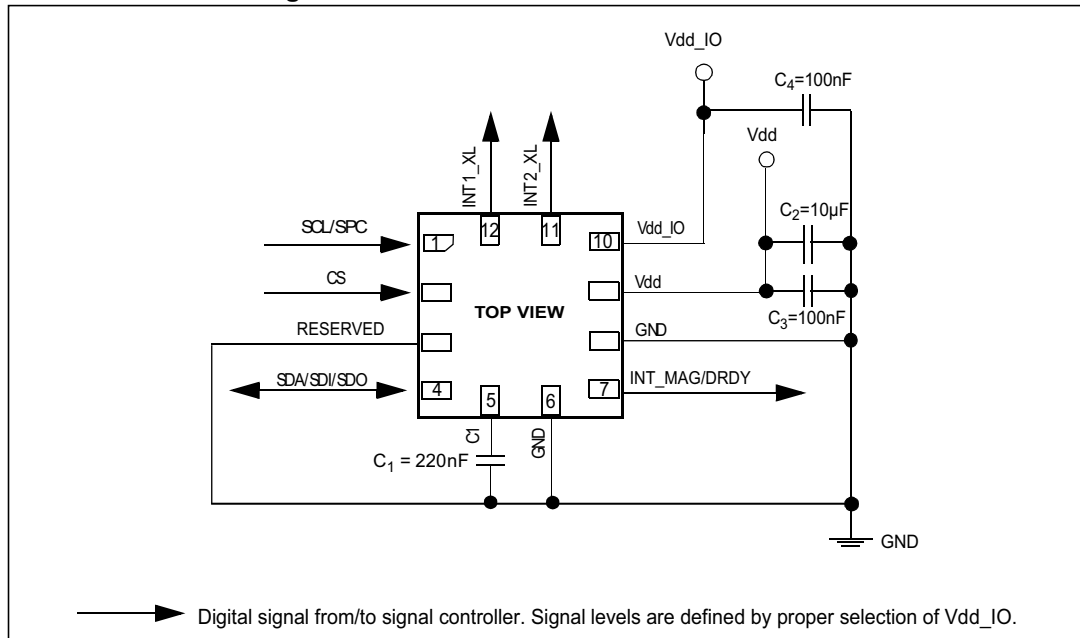 Vdd_IO
C4=100nF
Vdd
INT1_XL
INT2_XL
C2=10µF
SCL/SPC
1
12
11
10
Vdd_IO
CS
Vdd
TOP VIEW
C3=100nF
RESERVED
GND
SDA/SDI/SDO
4
5
6
7
INT_MAG/DRDY
C1
GND
C1 = 220nF
GND
Digital signal from/to signal controller. Signal levels are defined by proper selection of Vdd_IO.